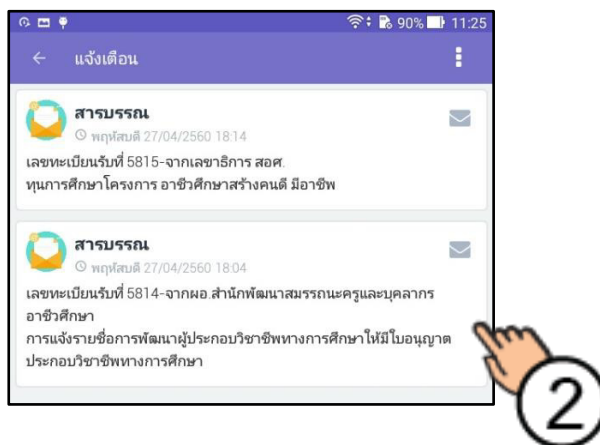 90% 11:25
แจ้งเตือน
สารบรรณ
พฤหัสบดี 27/04/2560 18:14
เลขทะเบียนรับที่ 5815-จากเลขาธิการ สอศ.
ทุนการศึกษาโครงการ อาชีวศึกษาสร้างคนดี มีอาชีพ
สารบรรณ
พฤหัสบดี 27/04/2560 18:04
เลขทะเบียนรับที่ 5814-จากผอ.สำนักพัฒนาสมรรถนะครูและบุคลากร
อาชีวศึกษา
การแจ้งรายชื่อการพัฒนาผู้ประกอบวิชาชีพทางการศึกษาให้มีใบอนุญาต
ประกอบวิชาชีพทางการศึกษา
2